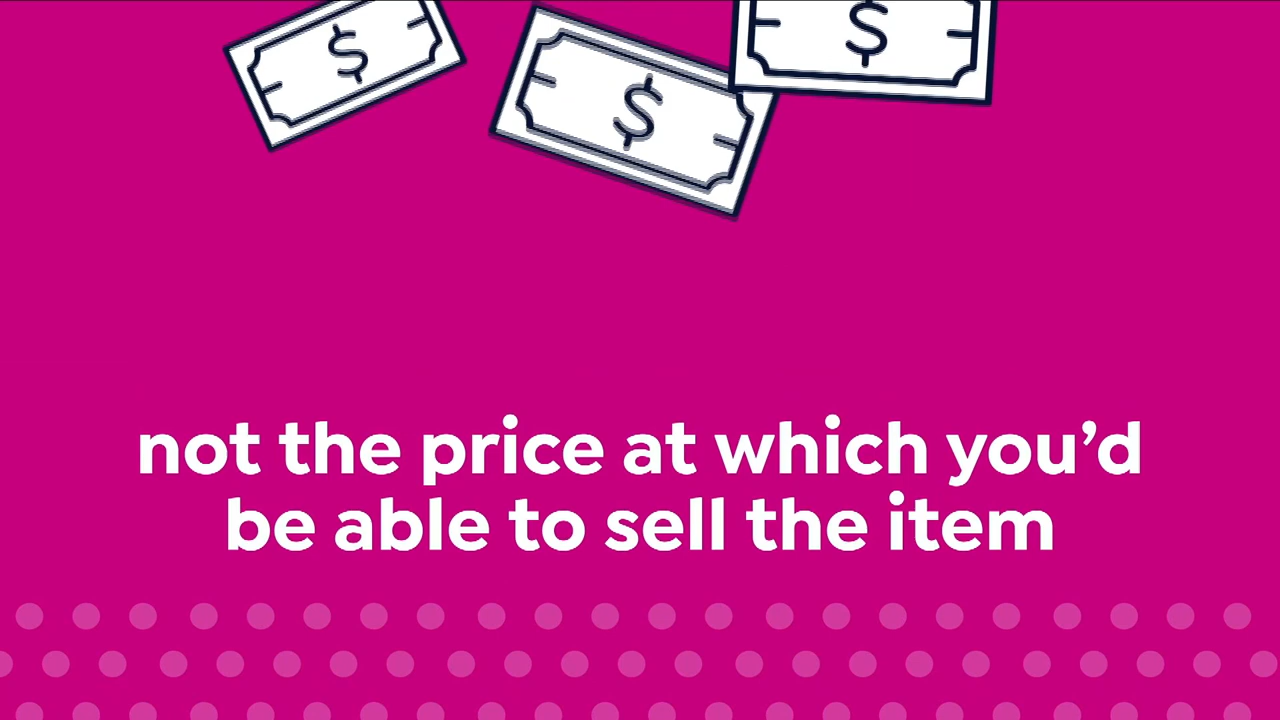 $
$
$
not the price at which you’d
be able to sell the item